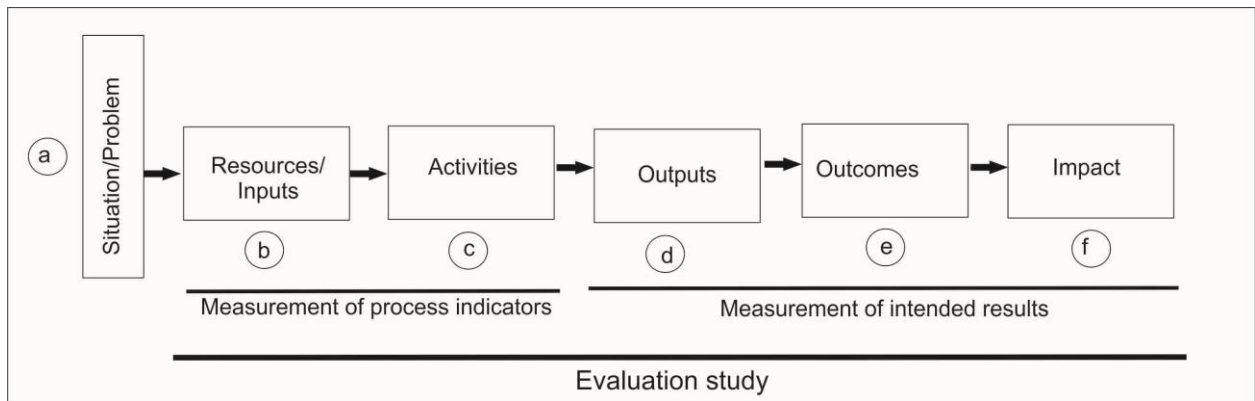 a
Situation/Problem
Resources/
Inputs
b
Activities
c
Outputs
d
Outcomes
e
Impact
f
Measurement of process indicators
Measurement of intended results
Evaluation study